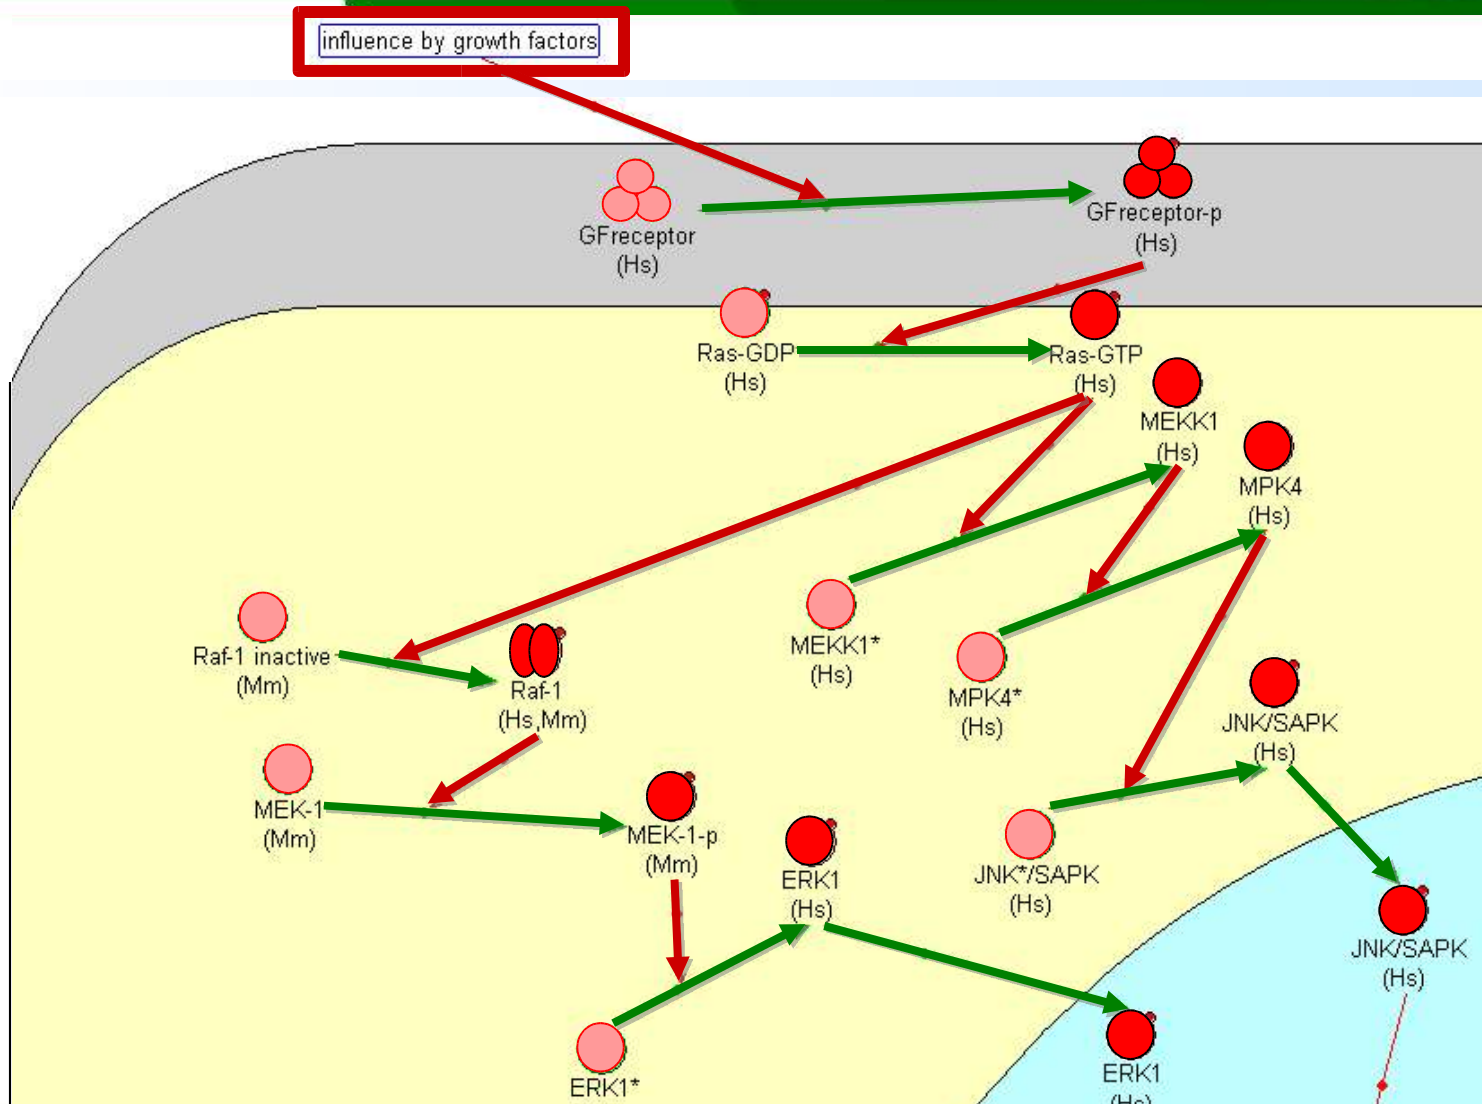 influence by growth factors
GFreceptor
(Hs)
GFreceptor-p
(Hs)
Ras-GDP
(Hs)
Ras-GTP
(Hs)
MEKK1
(Hs)
MPK4
(Hs)
Raf-1 inactive
(Mm)
Raf-1
(Hs,Mm)
MEKK1*
(Hs)
MPK4*
(Hs)
JNK/SAPK
(Hs)
MEK-1
(Mm)
MEK-1-p
(Mm)
ERK1
(Hs)
JNK*/SAPK
(Hs)
JNK/SAPK
(Hs)
ERK1*
ERK1
(Hs)